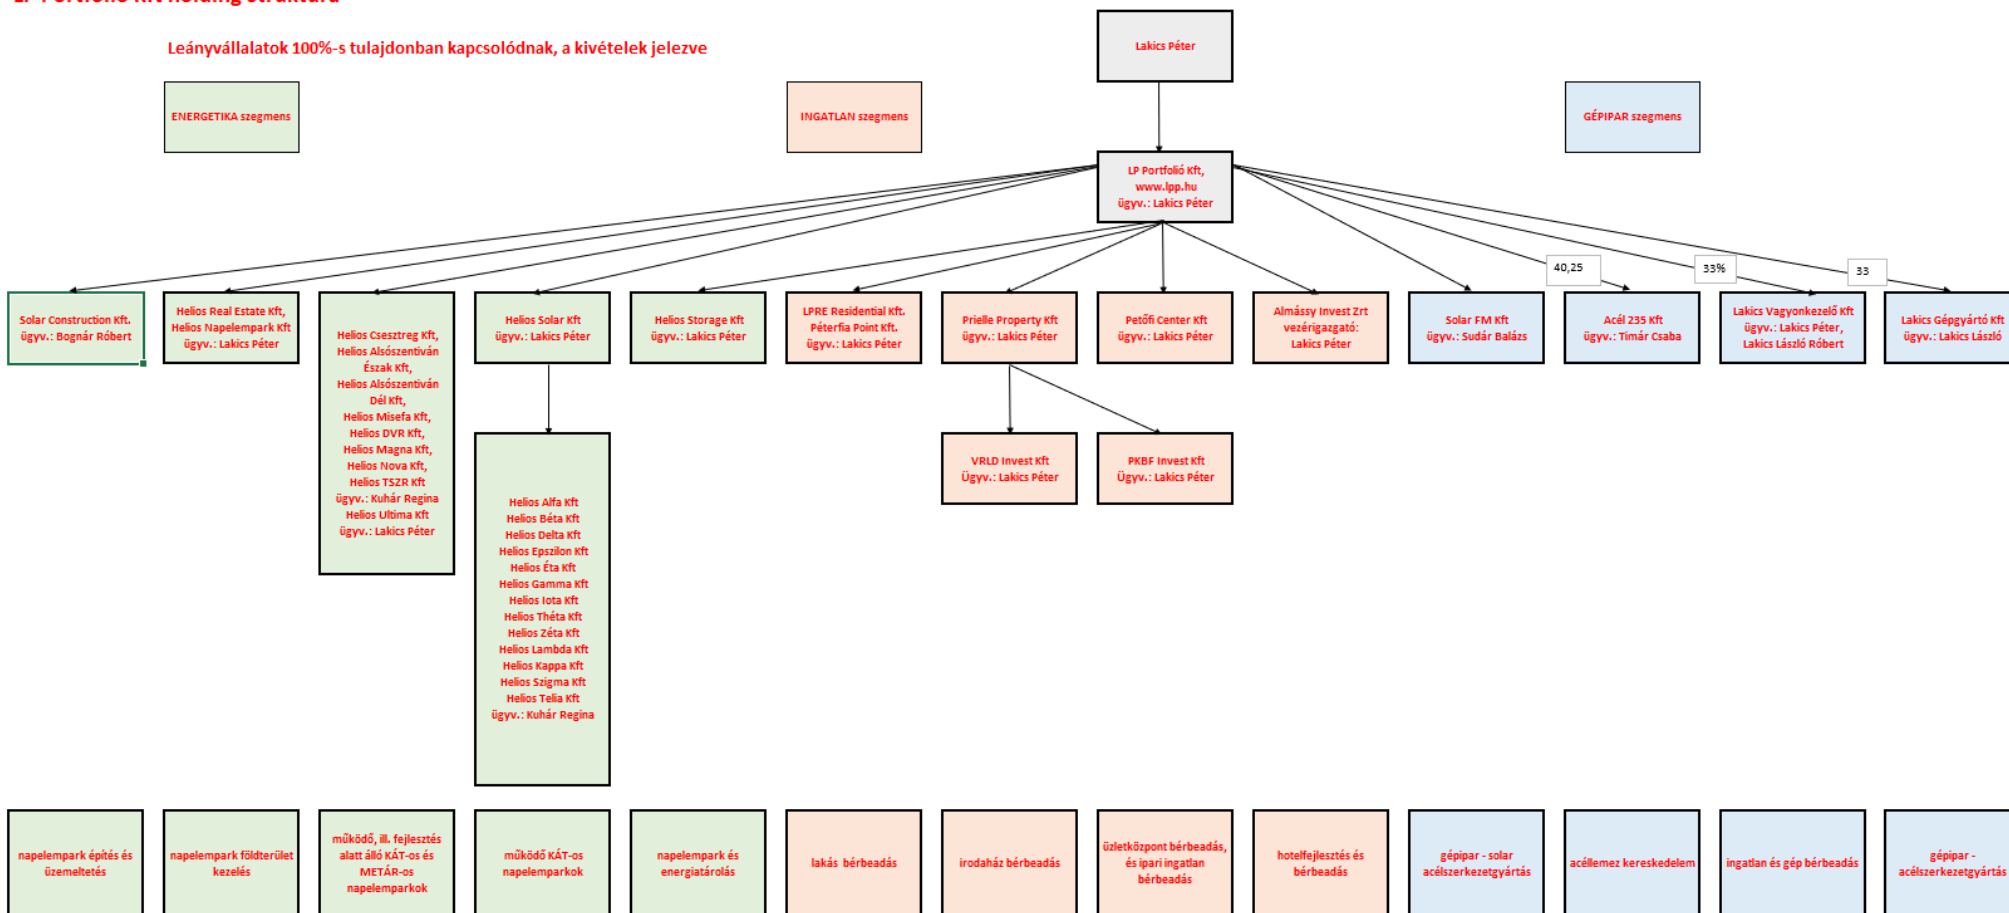 LP Portfolió Kft holding struktúra
Leányvállalatok 100%-s tulajdonban kapcsolódnak, a kivételek jelezve
Lakics Péter
ENERGETIKA szegmens
INGATLAN szegmens
GÉPIPAR szegmens
LP Portfolió Kft,
www.lpp.hu
ügyv.: Lakics Péter
40,25
33%
33
Solar Construction Kft.
ügyv.: Bognár Róbert
Helios Real Estate Kft,
Helios Napelempark Kft
ügyv.: Lakics Péter
Helios Csesztreg Kft,
Helios Alsószentiván
Észak Kft,
Helios Alsószentiván
Dél Kft,
Helios Misefa Kft,
Helios DVR Kft,
Helios Magna Kft,
Helios Nova Kft,
Helios TSZR Kft
ügyv.: Kuhár Regina
Helios Ultima Kft
ügyv.: Lakics Péter
Helios Solar Kft
ügyv.: Lakics Péter
Helios Storage Kft
ügyv.: Lakics Péter
LPRE Residential Kft.
Péterfia Point Kft.
ügyv.: Lakics Péter
Prielle Property Kft
ügyv.: Lakics Péter
Petőfi Center Kft
ügyv.: Lakics Péter
Almássy Invest Zrt
vezérigazgató:
Lakics Péter
Solar FM Kft
ügyv.: Sudár Balázs
Acél 235 Kft
ügyv.: Timár Csaba
Lakics Vagyonkezelő Kft
ügyv.: Lakics Péter,
Lakics László Róbert
Lakics Gépgyártó Kft
ügyv.: Lakics László
Helios Alfa Kft
Helios Béta Kft
Helios Delta Kft
Helios Epszilon Kft
Helios Éta Kft
Helios Gamma Kft
Helios Iota Kft
Helios Théta Kft
Helios Zéta Kft
Helios Lambda Kft
Helios Kappa Kft
Helios Szigma Kft
Helios Telia Kft
ügyv.: Kuhár Regina
VRLD Invest Kft
Ügyv.: Lakics Péter
PKBF Invest Kft
Ügyv.: Lakics Péter
napelempark építés és
üzemeltetés
napelempark földterület
kezelés
működő, ill. fejlesztés
alatt álló KÁT-os és
METÁR-os
napelemparkok
működő KÁT-os
napelemparkok
napelempark és
energiatárolás
lakás bérbeadás
irodaház bérbeadás
üzletközpont bérbeadás,
és ipari ingatlan
bérbeadás
hotelfejlesztés és
bérbeadás
gépipar - solar
acélszerkezetgyártás
acéllemez kereskedelem
ingatlan és gép bérbeadás
gépipar -
acélszerkezetgyártás